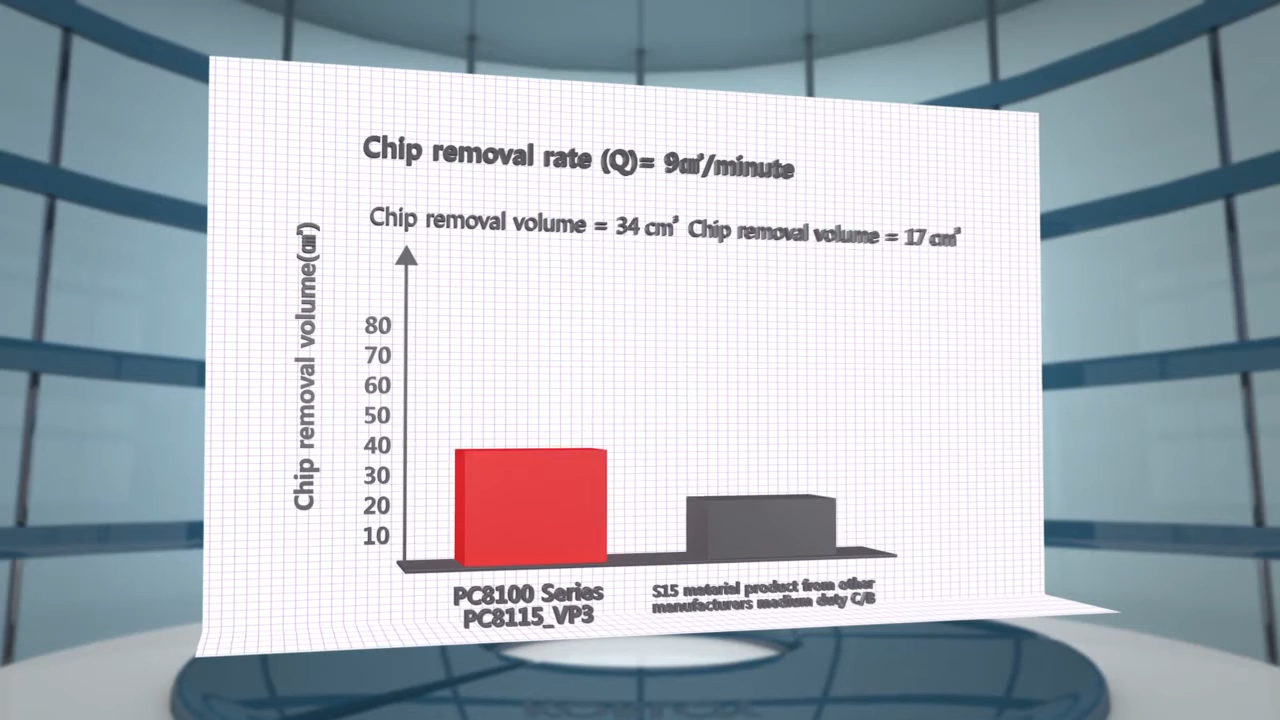 Chip removal rate (Q)= 9㎤/minute
Chip removal volume = 34 cm³ Chip removal volume = 17 cm³
Chip removal volume(㎤)
80
70
60
50
40
30
20
10
PC8100 Series
PC8115_VP3
S15 material product from other
manufacturers medium duty C/B